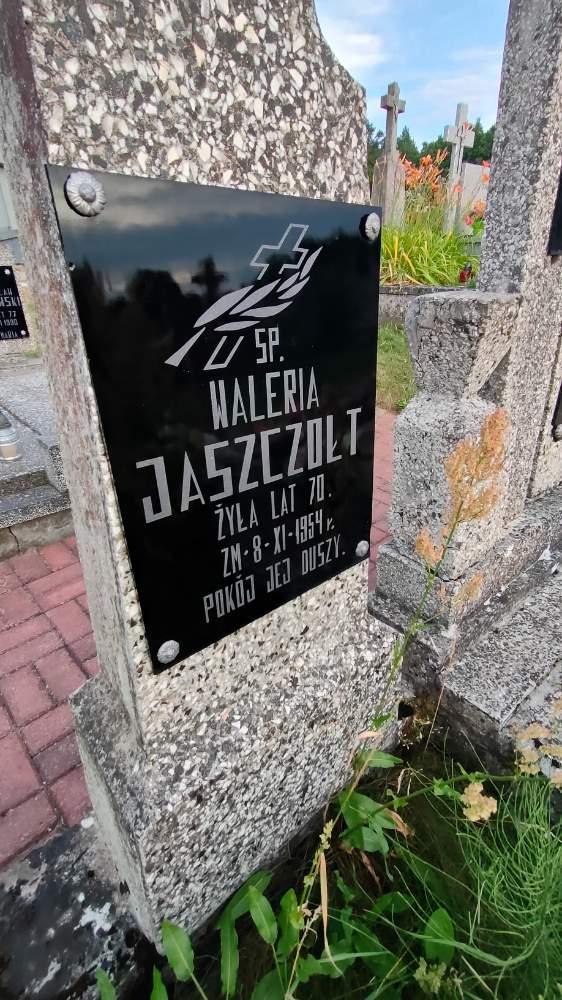 ŚP.
WALERIA
JASZCZOŁT
ŻYŁA LAT 70.
ZM·8·XI·1954 r.
POKÓJ JEJ DUSZY.